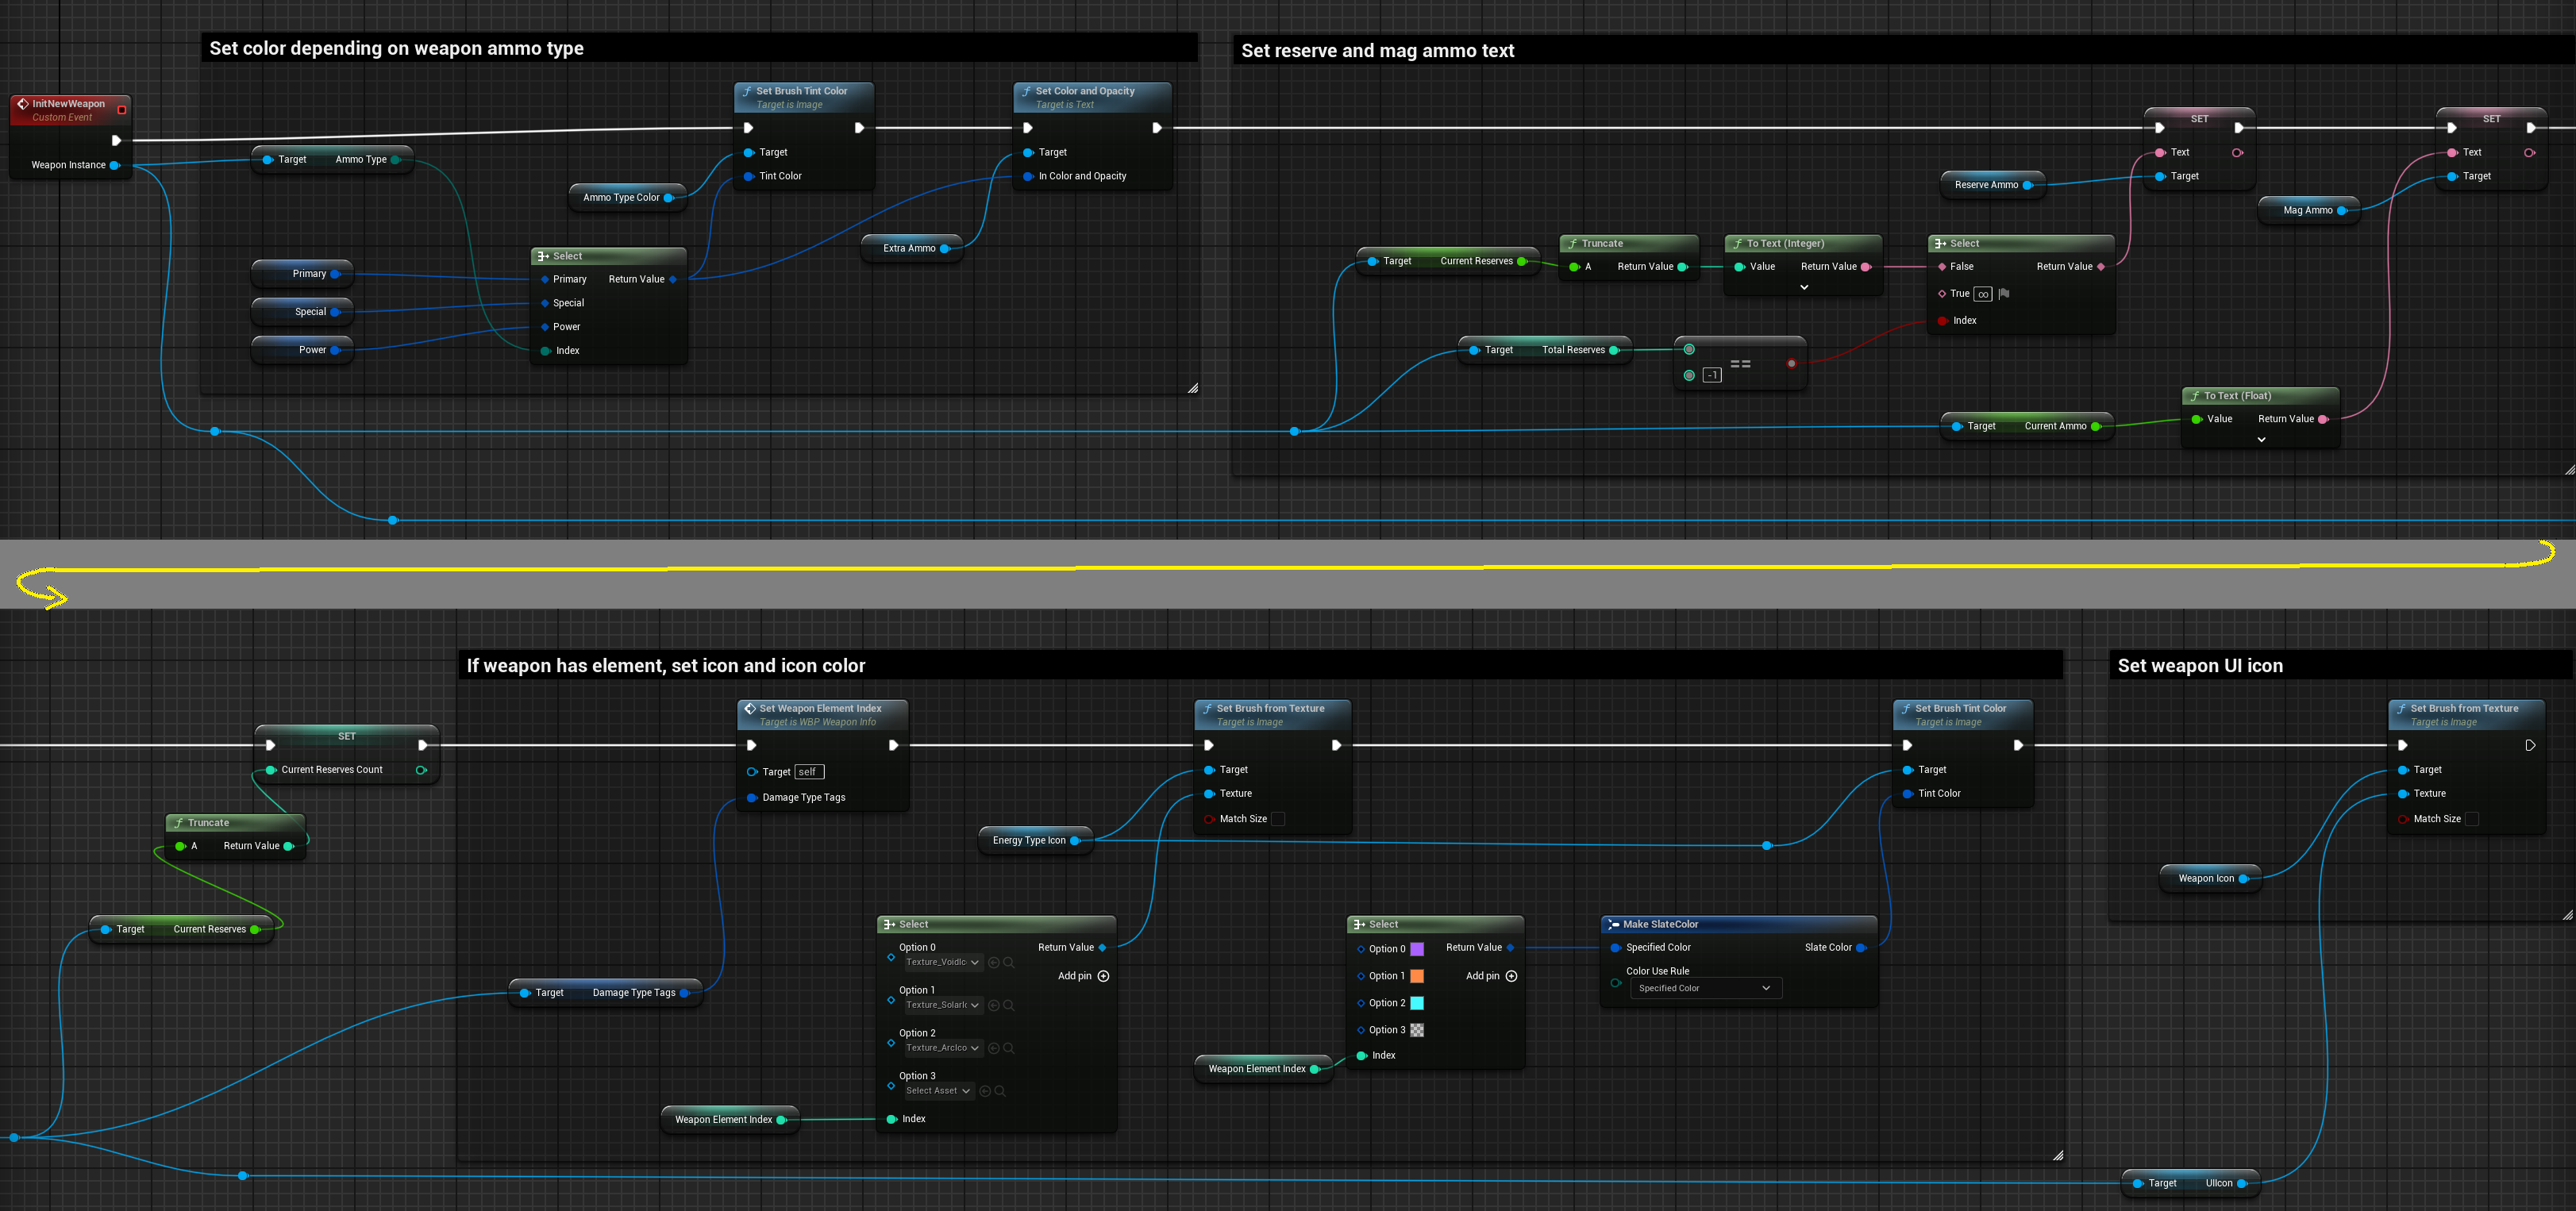 Set color depending on weapon ammo type
InitNewWeapon
Custom Event
Weapon Instance
Target Ammo Type
Primary
Special
Power
Select
Primary Return Value
Special
Power
Index
Ammo Type Color
Set Brush Tint Color
Target is Image
Target
Tint Color
Extra Ammo
Set Color and Opacity
Target is Text
Target
In Color and Opacity
Set reserve and mag ammo text
Target Current Reserves
Truncate
A Return Value
To Text (Integer)
Value Return Value
Select
False Return Value
True ∞
Index
Target Total Reserves
-1 ==
Reserve Ammo
SET
Text
Target
Mag Ammo
SET
Text
Target
Target Current Ammo
To Text (Float)
Value Return Value
SET
Current Reserves Count
Truncate
A Return Value
Target Current Reserves
If weapon has element, set icon and icon color
Set Weapon Element Index
Target is WBP Weapon Info
Target self
Damage Type Tags
Target Damage Type Tags
Energy Type Icon
Set Brush from Texture
Target is Image
Target
Texture
Match Size
Select
Option 0 Return Value
Texture_VoidIc
Add pin
Option 1
Texture_SolarIc
Option 2
Texture_ArcIco
Option 3
Select Asset
Index
Weapon Element Index
Select
Option 0 Return Value
Option 1 Add pin
Option 2
Option 3
Index
Weapon Element Index
Make SlateColor
Specified Color Slate Color
Color Use Rule
Specified Color
Set Brush Tint Color
Target is Image
Target
Tint Color
Set weapon UI icon
Set Brush from Texture
Target is Image
Target
Texture
Match Size
Weapon Icon
Target UIIcon